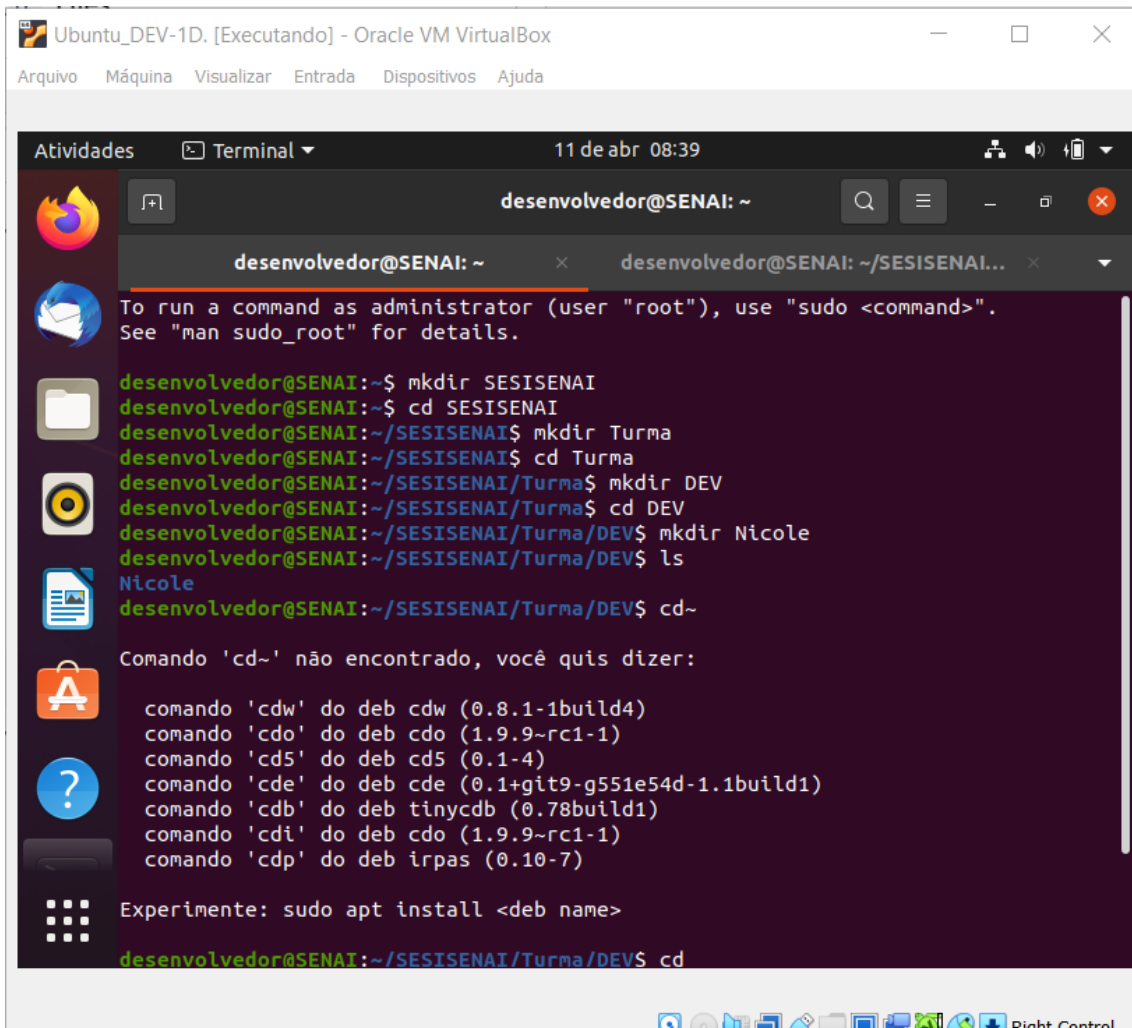 Ubuntu_DEV-1D. [Executando] - Oracle VM VirtualBox
Arquivo Máquina Visualizar Entrada Dispositivos Ajuda
Atividades Terminal 11 de abr 08:39
desenvolvedor@SENAI: ~
desenvolvedor@SENAI: ~ desenvolvedor@SENAI: ~/SESISENAI...
To run a command as administrator (user "root"), use "sudo <command>".
See "man sudo_root" for details.
desenvolvedor@SENAI:~$ mkdir SESISENAI
desenvolvedor@SENAI:~$ cd SESISENAI
desenvolvedor@SENAI:~/SESISENAI$ mkdir Turma
desenvolvedor@SENAI:~/SESISENAI$ cd Turma
desenvolvedor@SENAI:~/SESISENAI/Turma$ mkdir DEV
desenvolvedor@SENAI:~/SESISENAI/Turma$ cd DEV
desenvolvedor@SENAI:~/SESISENAI/Turma/DEV$ mkdir Nicole
desenvolvedor@SENAI:~/SESISENAI/Turma/DEV$ ls
Nicole
desenvolvedor@SENAI:~/SESISENAI/Turma/DEV$ cd~
Comando 'cd~' não encontrado, você quis dizer:
comando 'cdw' do deb cdw (0.8.1-1build4)
comando 'cdo' do deb cdo (1.9.9~rc1-1)
comando 'cd5' do deb cd5 (0.1-4)
comando 'cde' do deb cde (0.1+git9-g551e54d-1.1build1)
comando 'cdb' do deb tinycdb (0.78build1)
comando 'cdi' do deb cdo (1.9.9~rc1-1)
comando 'cdp' do deb irpas (0.10-7)
Experimente: sudo apt install <deb name>
desenvolvedor@SENAI:~/SESISENAI/Turma/DEV$ cd
Right Control